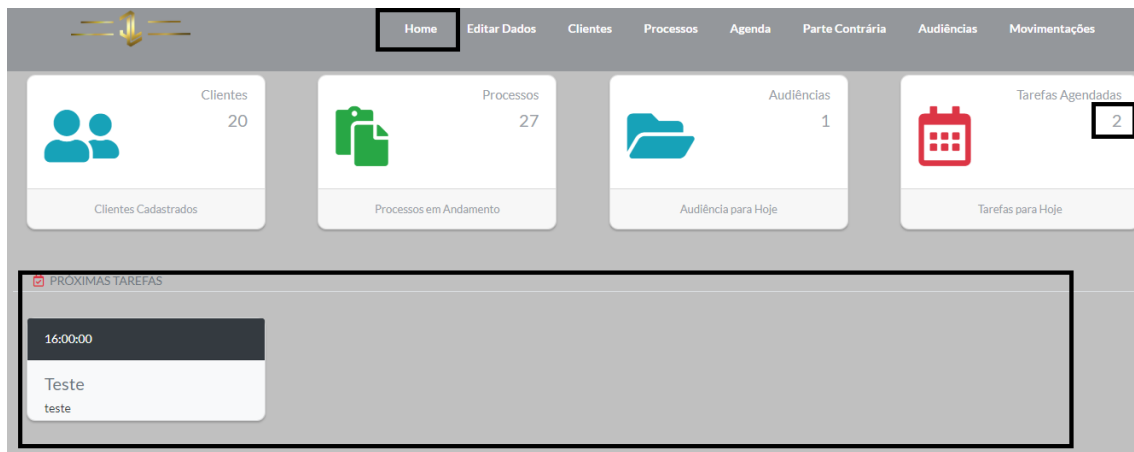 Home Editar Dados Clientes Processos Agenda Parte Contrária Audiências Movimentações
Clientes
20
Clientes Cadastrados
Processos
27
Processos em Andamento
Audiências
1
Audiência para Hoje
Tarefas Agendadas
2
Tarefas para Hoje
PRÓXIMAS TAREFAS
16:00:00
Teste
teste